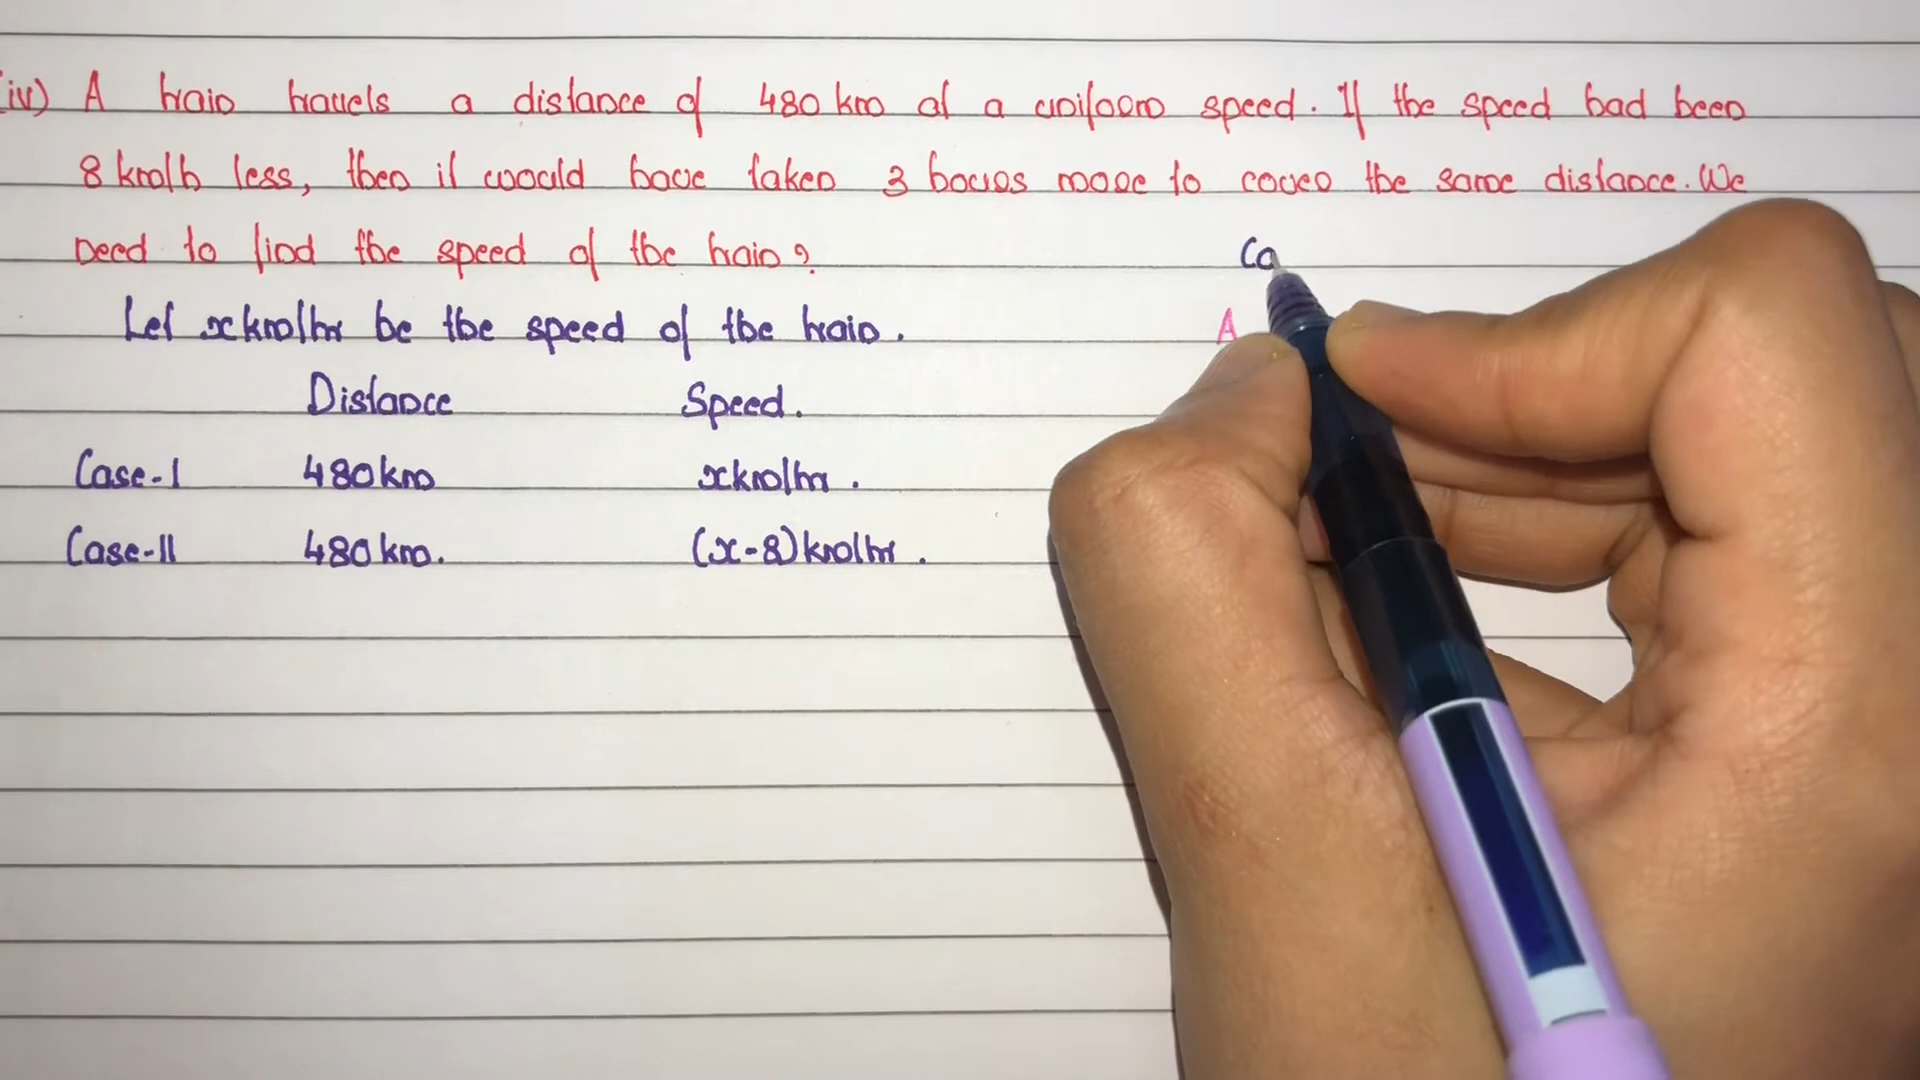 iv) A train travels a distance of 480 km at a uniform speed. If the speed had been
8 km/h less, then it would have taken 3 hours more to cover the same distance. We
need to find the speed of the train?
Ca
Let x km/hr be the speed of the train.
A
Distance Speed.
Case-I 480 km x km/hr.
Case-II 480 km. (x-8) km/hr.